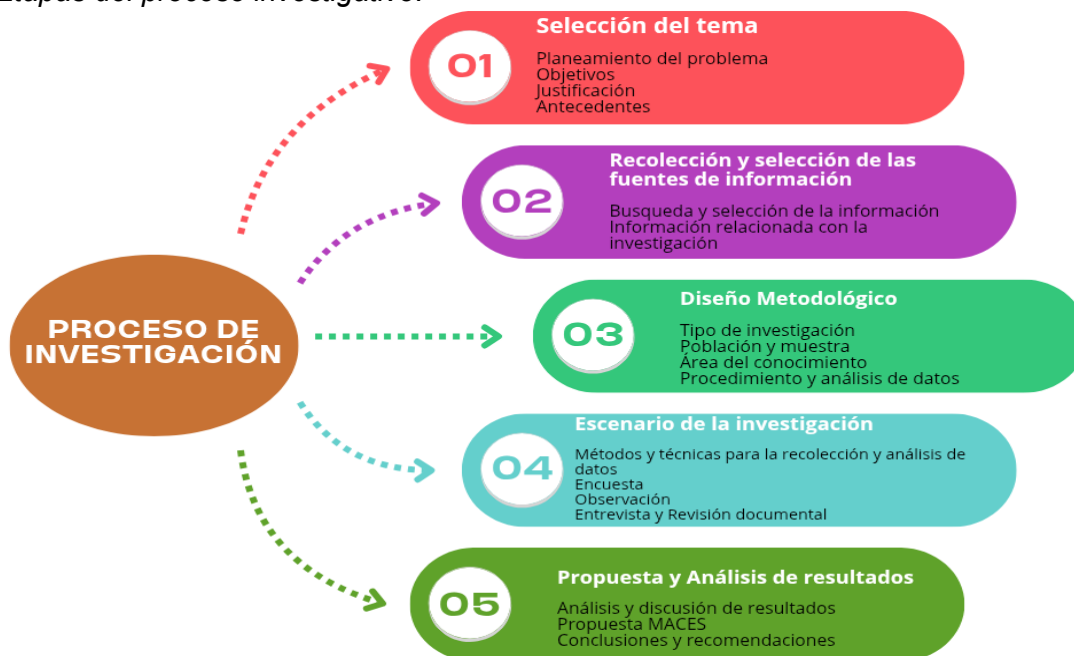 Etapas del proceso investigativo.
Selección del tema
01
Planeamiento del problema
Objetivos
Justificación
Antecedentes
Recolección y selección de las
fuentes de información
02
Busqueda y selección de la información
Información relacionada con la
investigación
PROCESO DE
INVESTIGACIÓN
Diseño Metodológico
03
Tipo de investigación
Población y muestra
Área del conocimiento
Procedimiento y análisis de datos
Escenario de la investigación
04
Métodos y técnicas para la recolección y análisis de
datos
Encuesta
Observación
Entrevista y Revisión documental
Propuesta y Análisis de resultados
05
Análisis y discusión de resultados
Propuesta MACES
Conclusiones y recomendaciones